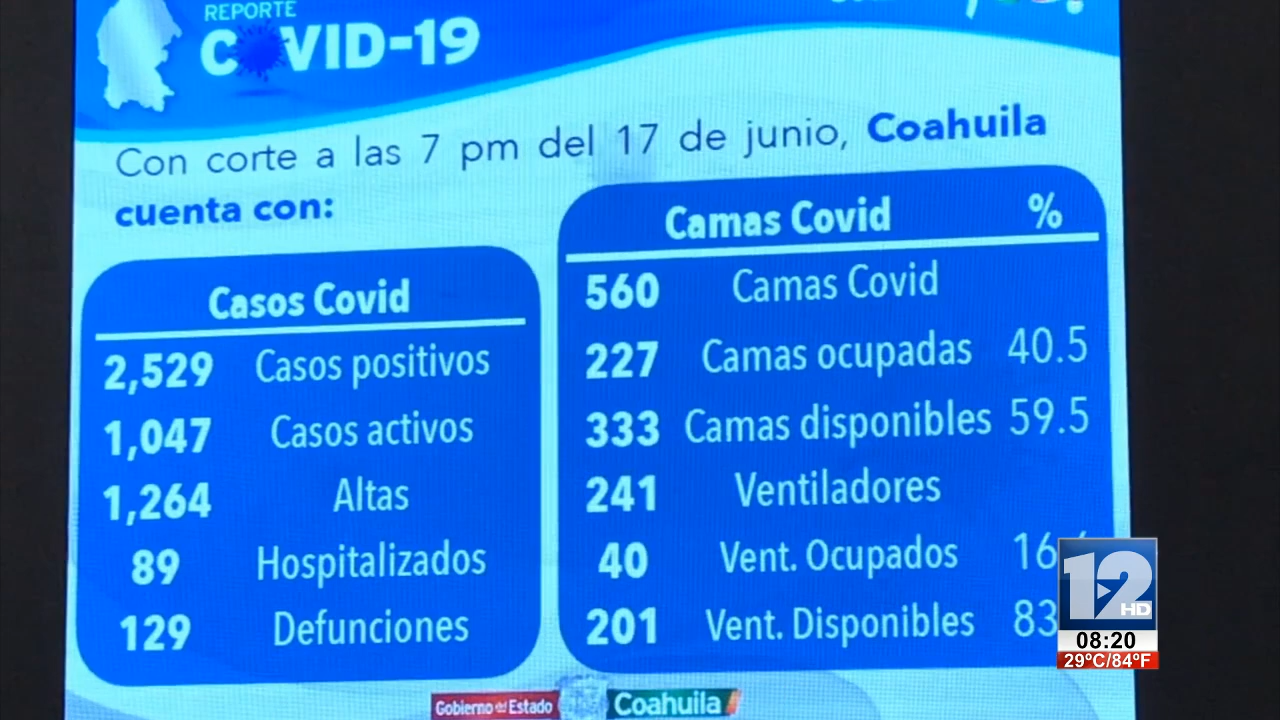 REPORTE
COVID-19
Con corte a las 7 pm del 17 de junio, Coahuila
cuenta con:
Casos Covid
2,529 Casos positivos
1,047 Casos activos
1,264 Altas
89 Hospitalizados
129 Defunciones
Camas Covid %
560 Camas Covid
227 Camas ocupadas 40.5
333 Camas disponibles 59.5
241 Ventiladores
40 Vent. Ocupados 16
201 Vent. Disponibles 83
12
HD
08:20
29°C/84°F
Gobierno del Estado
Coahuila